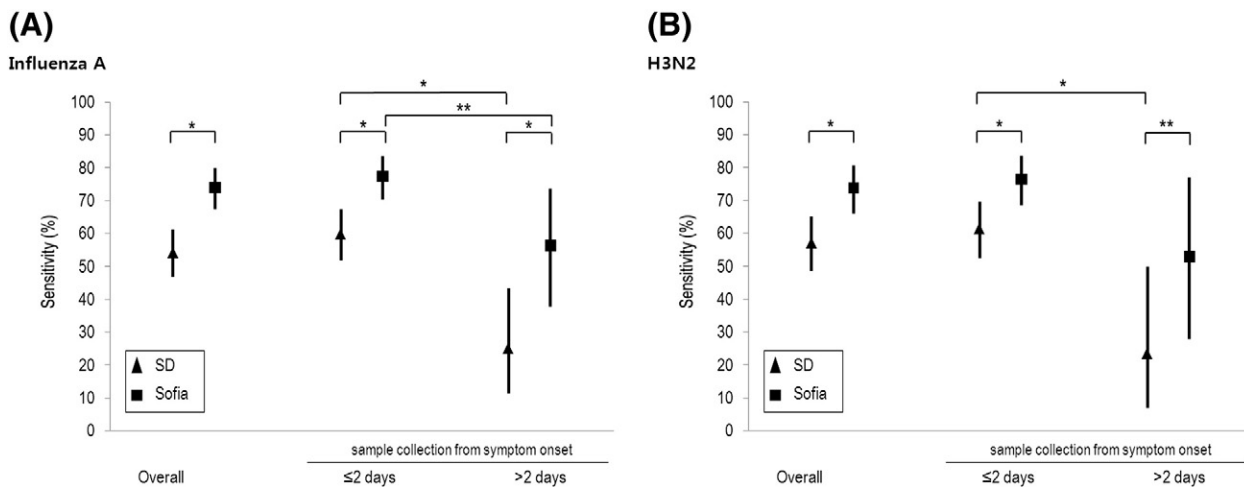 (A)
Influenza A
*
**
*
*
*
100
90
80
70
60
50
40
30
20
10
0
Sensitivity (%)
SD
Sofia
sample collection from symptom onset
Overall
≤2 days
>2 days
(B)
H3N2
*
*
*
**
100
90
80
70
60
50
40
30
20
10
0
Sensitivity (%)
SD
Sofia
sample collection from symptom onset
Overall
≤2 days
>2 days